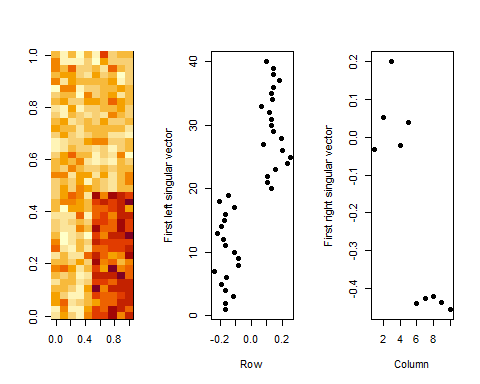 0.0 0.2 0.4 0.6 0.8 1.0
0.0 0.4 0.8
First left singular vector
0 10 20 30 40
-0.2 0.0 0.2
Row
First right singular vector
-0.4 -0.3 -0.2 -0.1 0.0 0.1 0.2
2 4 6 8
Column